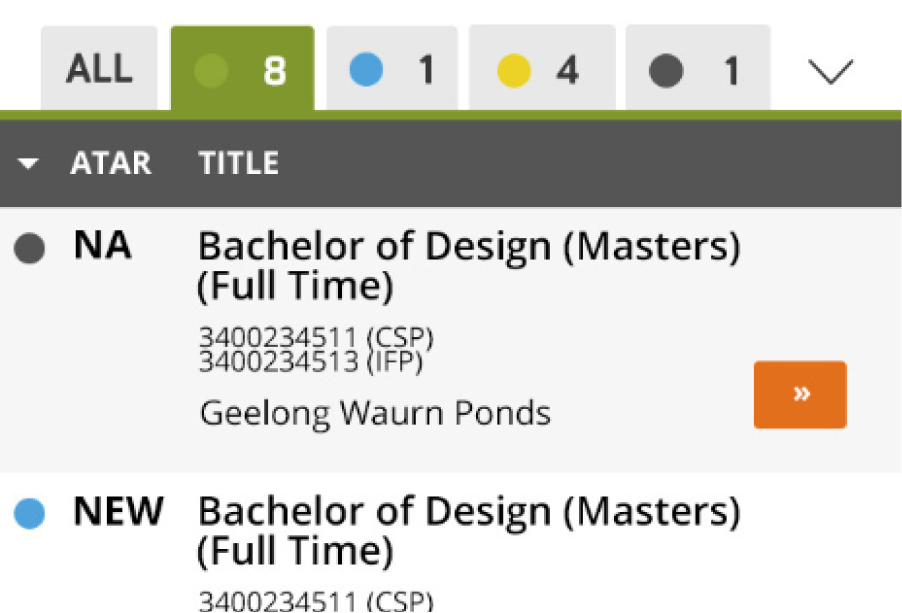 ALL 8 1 4 1
ATAR TITLE
NA Bachelor of Design (Masters)
(Full Time)
3400234511 (CSP)
3400234513 (IFP)
»
Geelong Waurn Ponds
NEW Bachelor of Design (Masters)
(Full Time)
3400234511 (CSP)